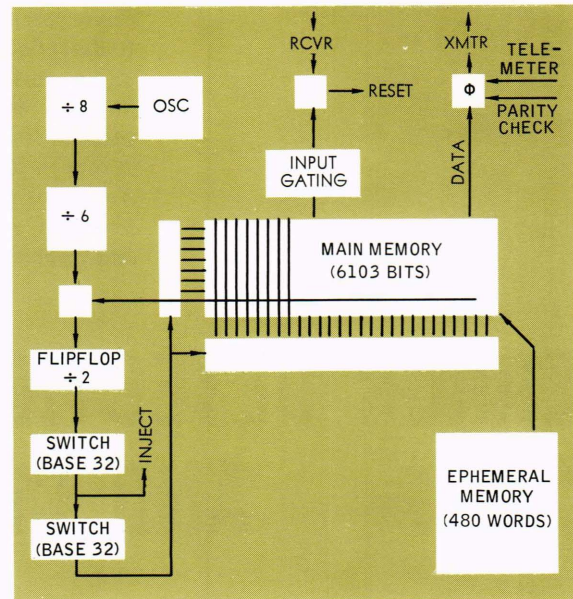 RCVR
XMTR
TELE-
METER
÷ 8
OSC
RESET
Φ
PARITY
CHECK
INPUT
GATING
DATA
÷ 6
MAIN MEMORY
(6103 BITS)
FLIPFLOP
÷ 2
SWITCH
(BASE 32)
INJECT
EPHEMERAL
MEMORY
(480 WORDS)
SWITCH
(BASE 32)